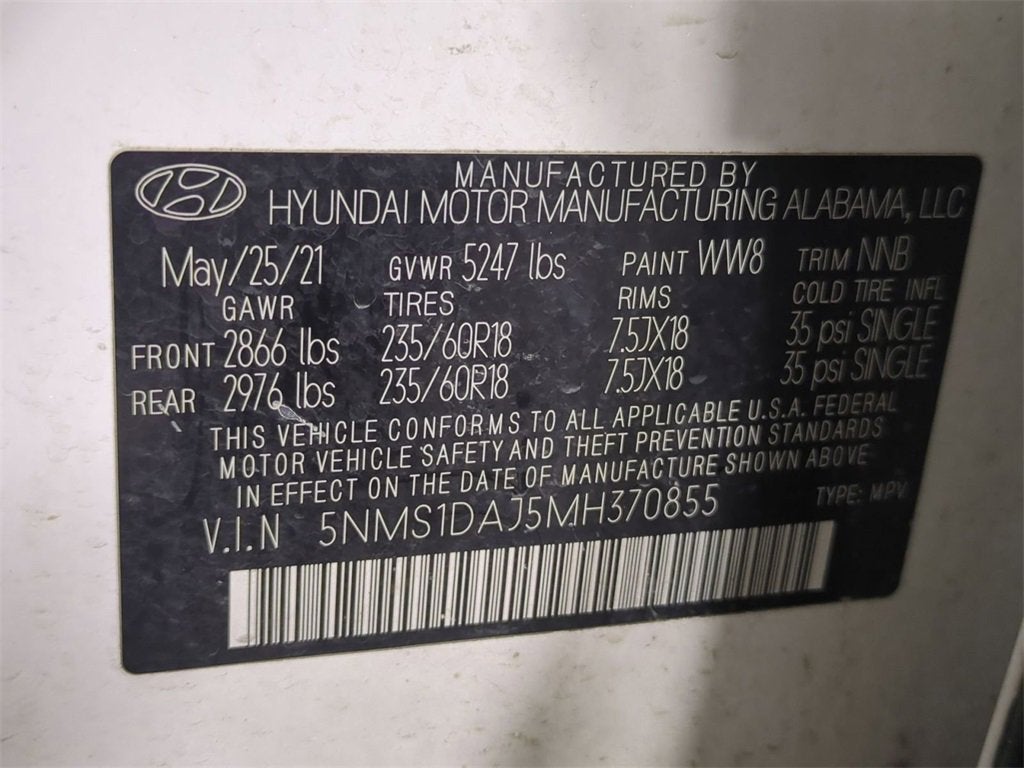 MANUFACTURED BY
HYUNDAI MOTOR MANUFACTURING ALABAMA, LLC
May/25/21 GVWR 5247 lbs PAINT WW8 TRIM NNB
GAWR TIRES RIMS COLD TIRE INFL
FRONT 2866 lbs 235/60R18 7.5JX18 35 psi SINGLE
REAR 2976 lbs 235/60R18 7.5JX18 35 psi SINGLE
THIS VEHICLE CONFORMS TO ALL APPLICABLE U.S.A. FEDERAL
MOTOR VEHICLE SAFETY AND THEFT PREVENTION STANDARDS
IN EFFECT ON THE DATE OF MANUFACTURE SHOWN ABOVE
V.I.N 5NMS1DAJ5MH370855 TYPE: MPV